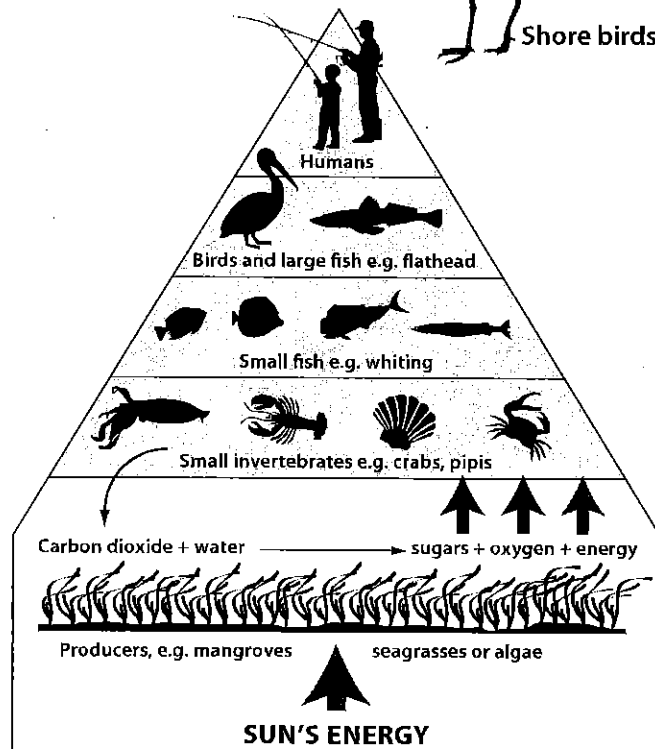 Shore birds
Humans
Birds and large fish e.g. flathead
Small fish e.g. whiting
Small invertebrates e.g. crabs, pipis
Carbon dioxide + water sugars + oxygen + energy
Producers, e.g. mangroves seagrasses or algae
SUN'S ENERGY